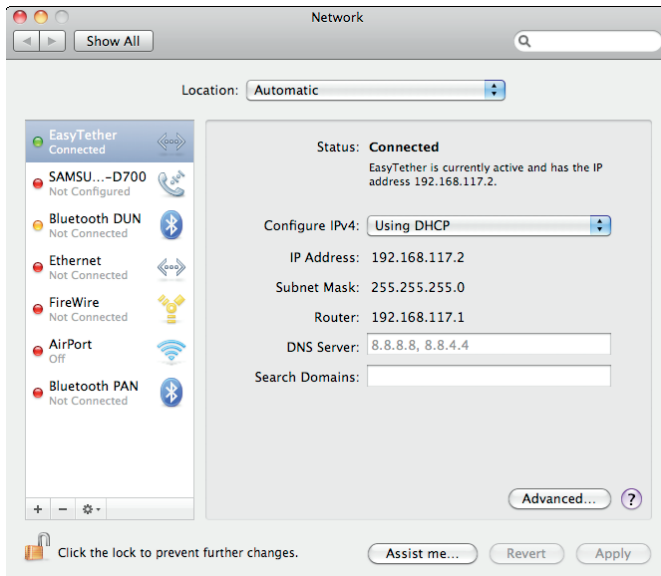 Network
Show All
Location: Automatic
EasyTether
Connected
SAMSU...-D700
Not Configured
Bluetooth DUN
Not Connected
Ethernet
Not Connected
FireWire
Not Connected
AirPort
Off
Bluetooth PAN
Not Connected
Status: Connected
EasyTether is currently active and has the IP
address 192.168.117.2.
Configure IPv4: Using DHCP
IP Address: 192.168.117.2
Subnet Mask: 255.255.255.0
Router: 192.168.117.1
DNS Server: 8.8.8.8, 8.8.4.4
Search Domains:
Advanced... ?
Click the lock to prevent further changes.
Assist me... Revert Apply